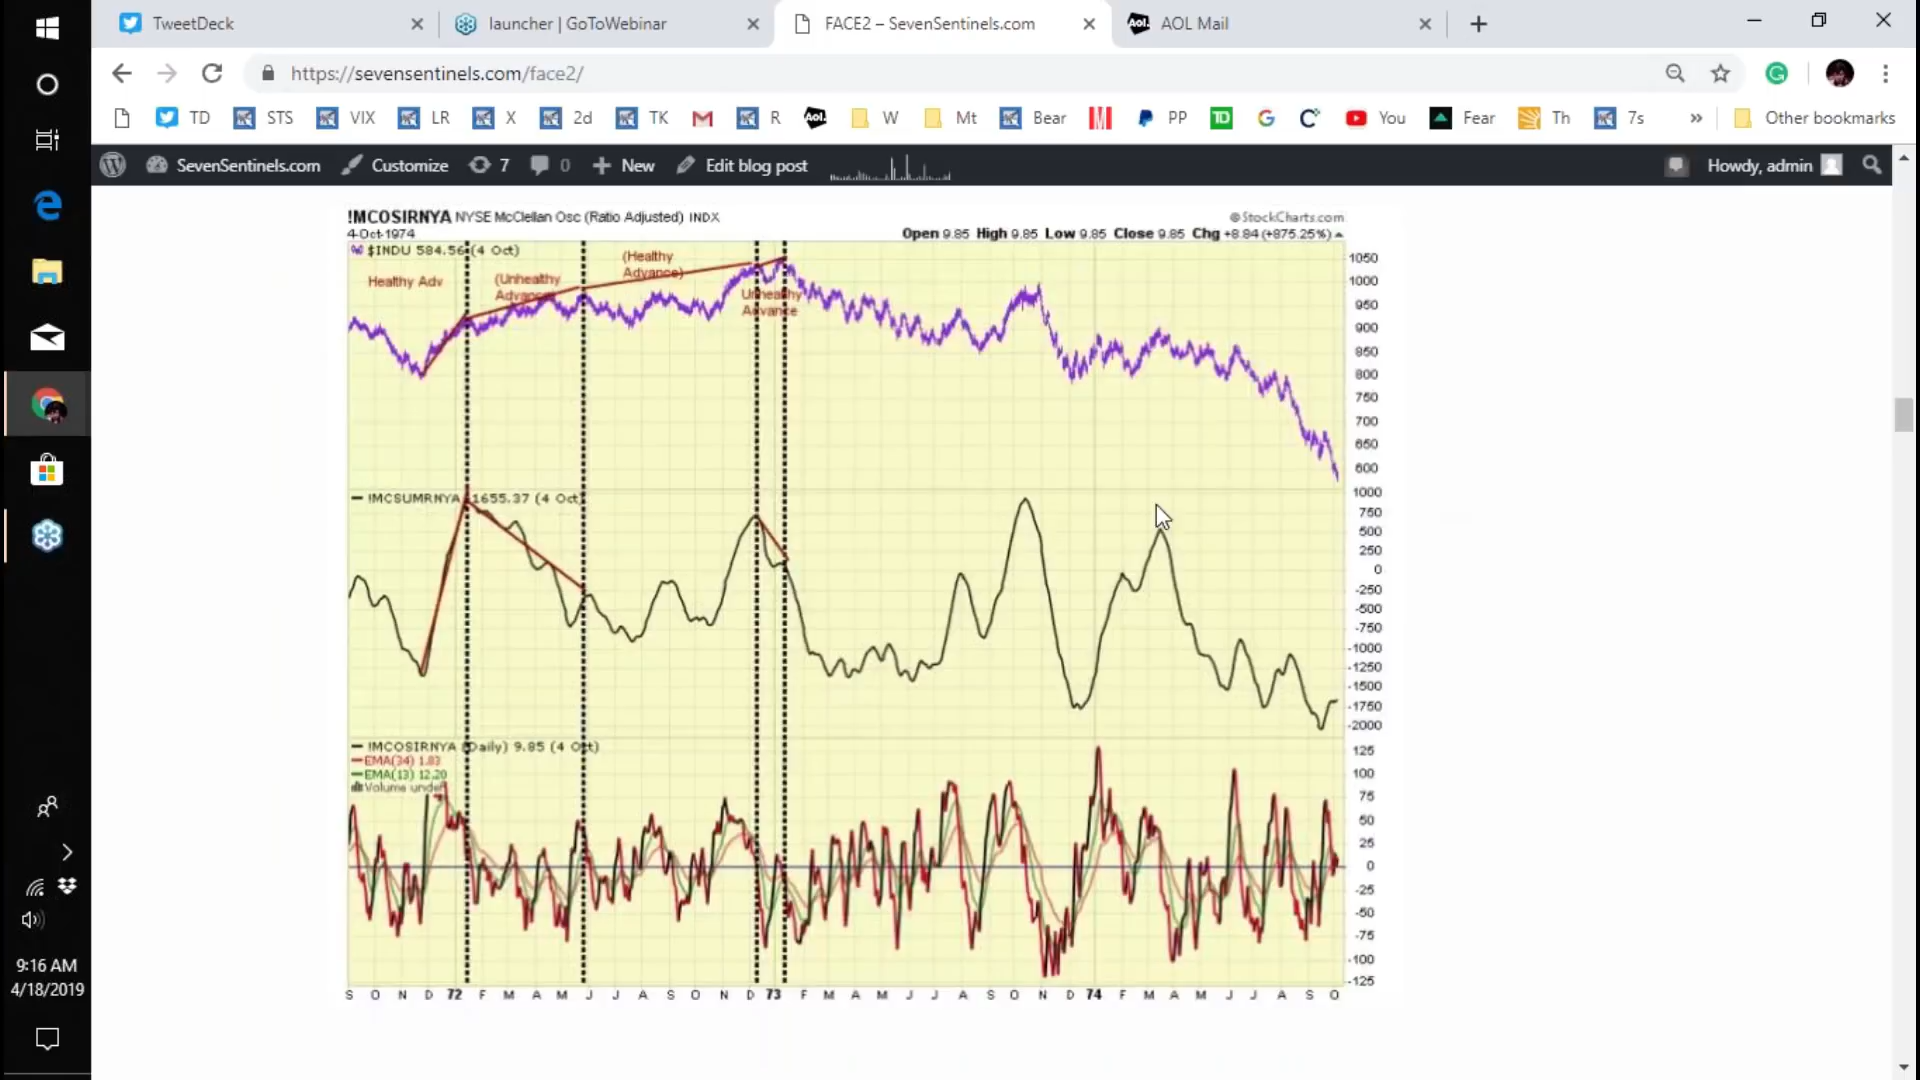 TweetDeck
launcher | GoToWebinar
FACE2 – SevenSentinels.com
Aol. AOL Mail
https://sevensentinels.com/face2/
TD STS VIX LR X 2d TK R Aol. W Mt Bear PP TD You Fear Th 7s » Other bookmarks
SevenSentinels.com Customize 7 0 New Edit blog post Howdy, admin
!MCOSIRNYA NYSE McClellan Osc (Ratio Adjusted) INDX
@StockCharts.com
4-Oct-1974
Open 9.85 High 9.85 Low 9.85 Close 9.85 Chg +8.84 (+875.25%)
$INDU 584.56 (4 Oct)
Healthy Adv
(Unhealthy
Advance)
(Healthy
Advance)
Unhealthy
Advance
1050
1000
950
900
850
800
750
700
650
600
!MCSUMRNYA -1655.37 (4 Oct)
1000
750
500
250
0
-250
-500
-750
-1000
-1250
-1500
-1750
-2000
!MCOSIRNYA (Daily) 9.85 (4 Oct)
EMA(34) 1.83
EMA(13) 12.20
Volume undef
125
100
75
50
25
0
-25
-50
-75
-100
-125
S O N D 72 F M A M J J A S O N D 73 F M A M J J A S O N D 74 F M A M J J A S O
9:16 AM
4/18/2019